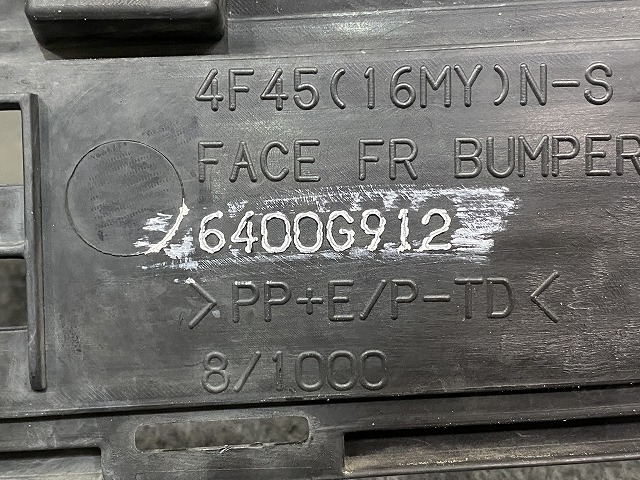 4F45(16MY)N-S
FACE FR BUMPER
6400G912
>PP+E/P-TD<
8/1000